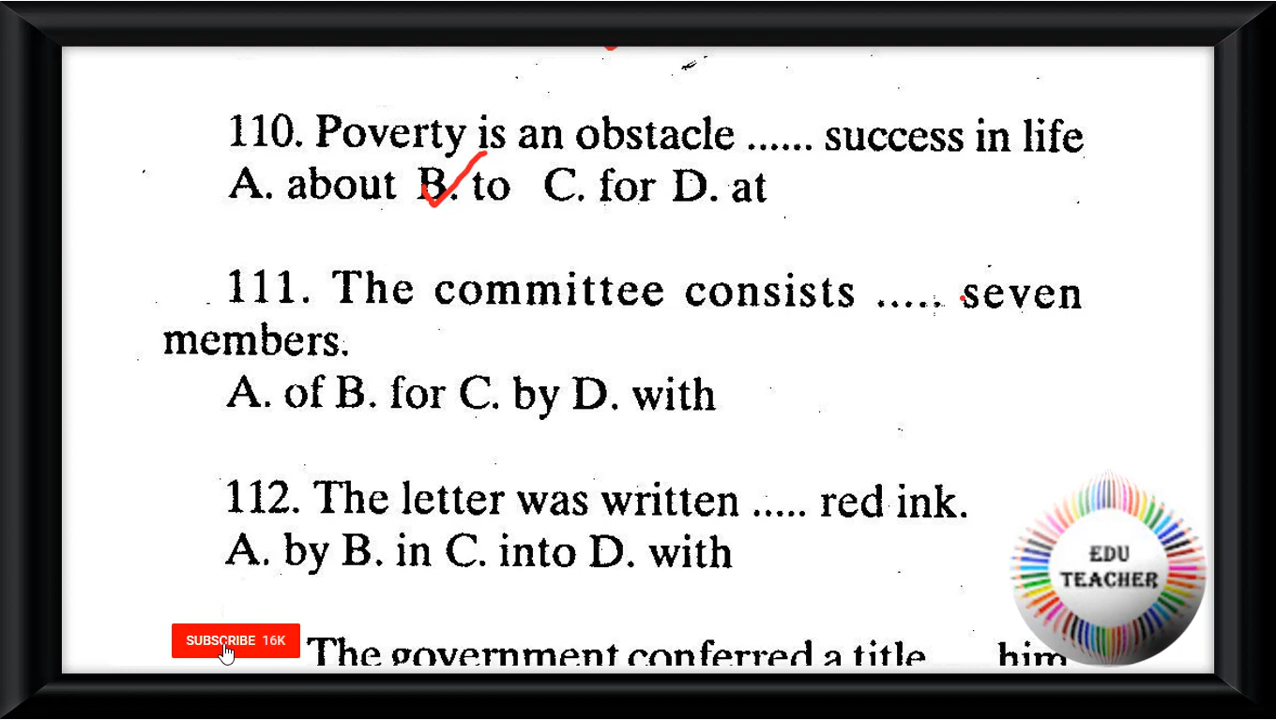 110. Poverty is an obstacle ...... success in life
A. about B. to C. for D. at
111. The committee consists ..... seven
members.
A. of B. for C. by D. with
112. The letter was written ..... red ink.
A. by B. in C. into D. with
EDU
TEACHER
SUBSCRIBE 16K
The government conferred a title him